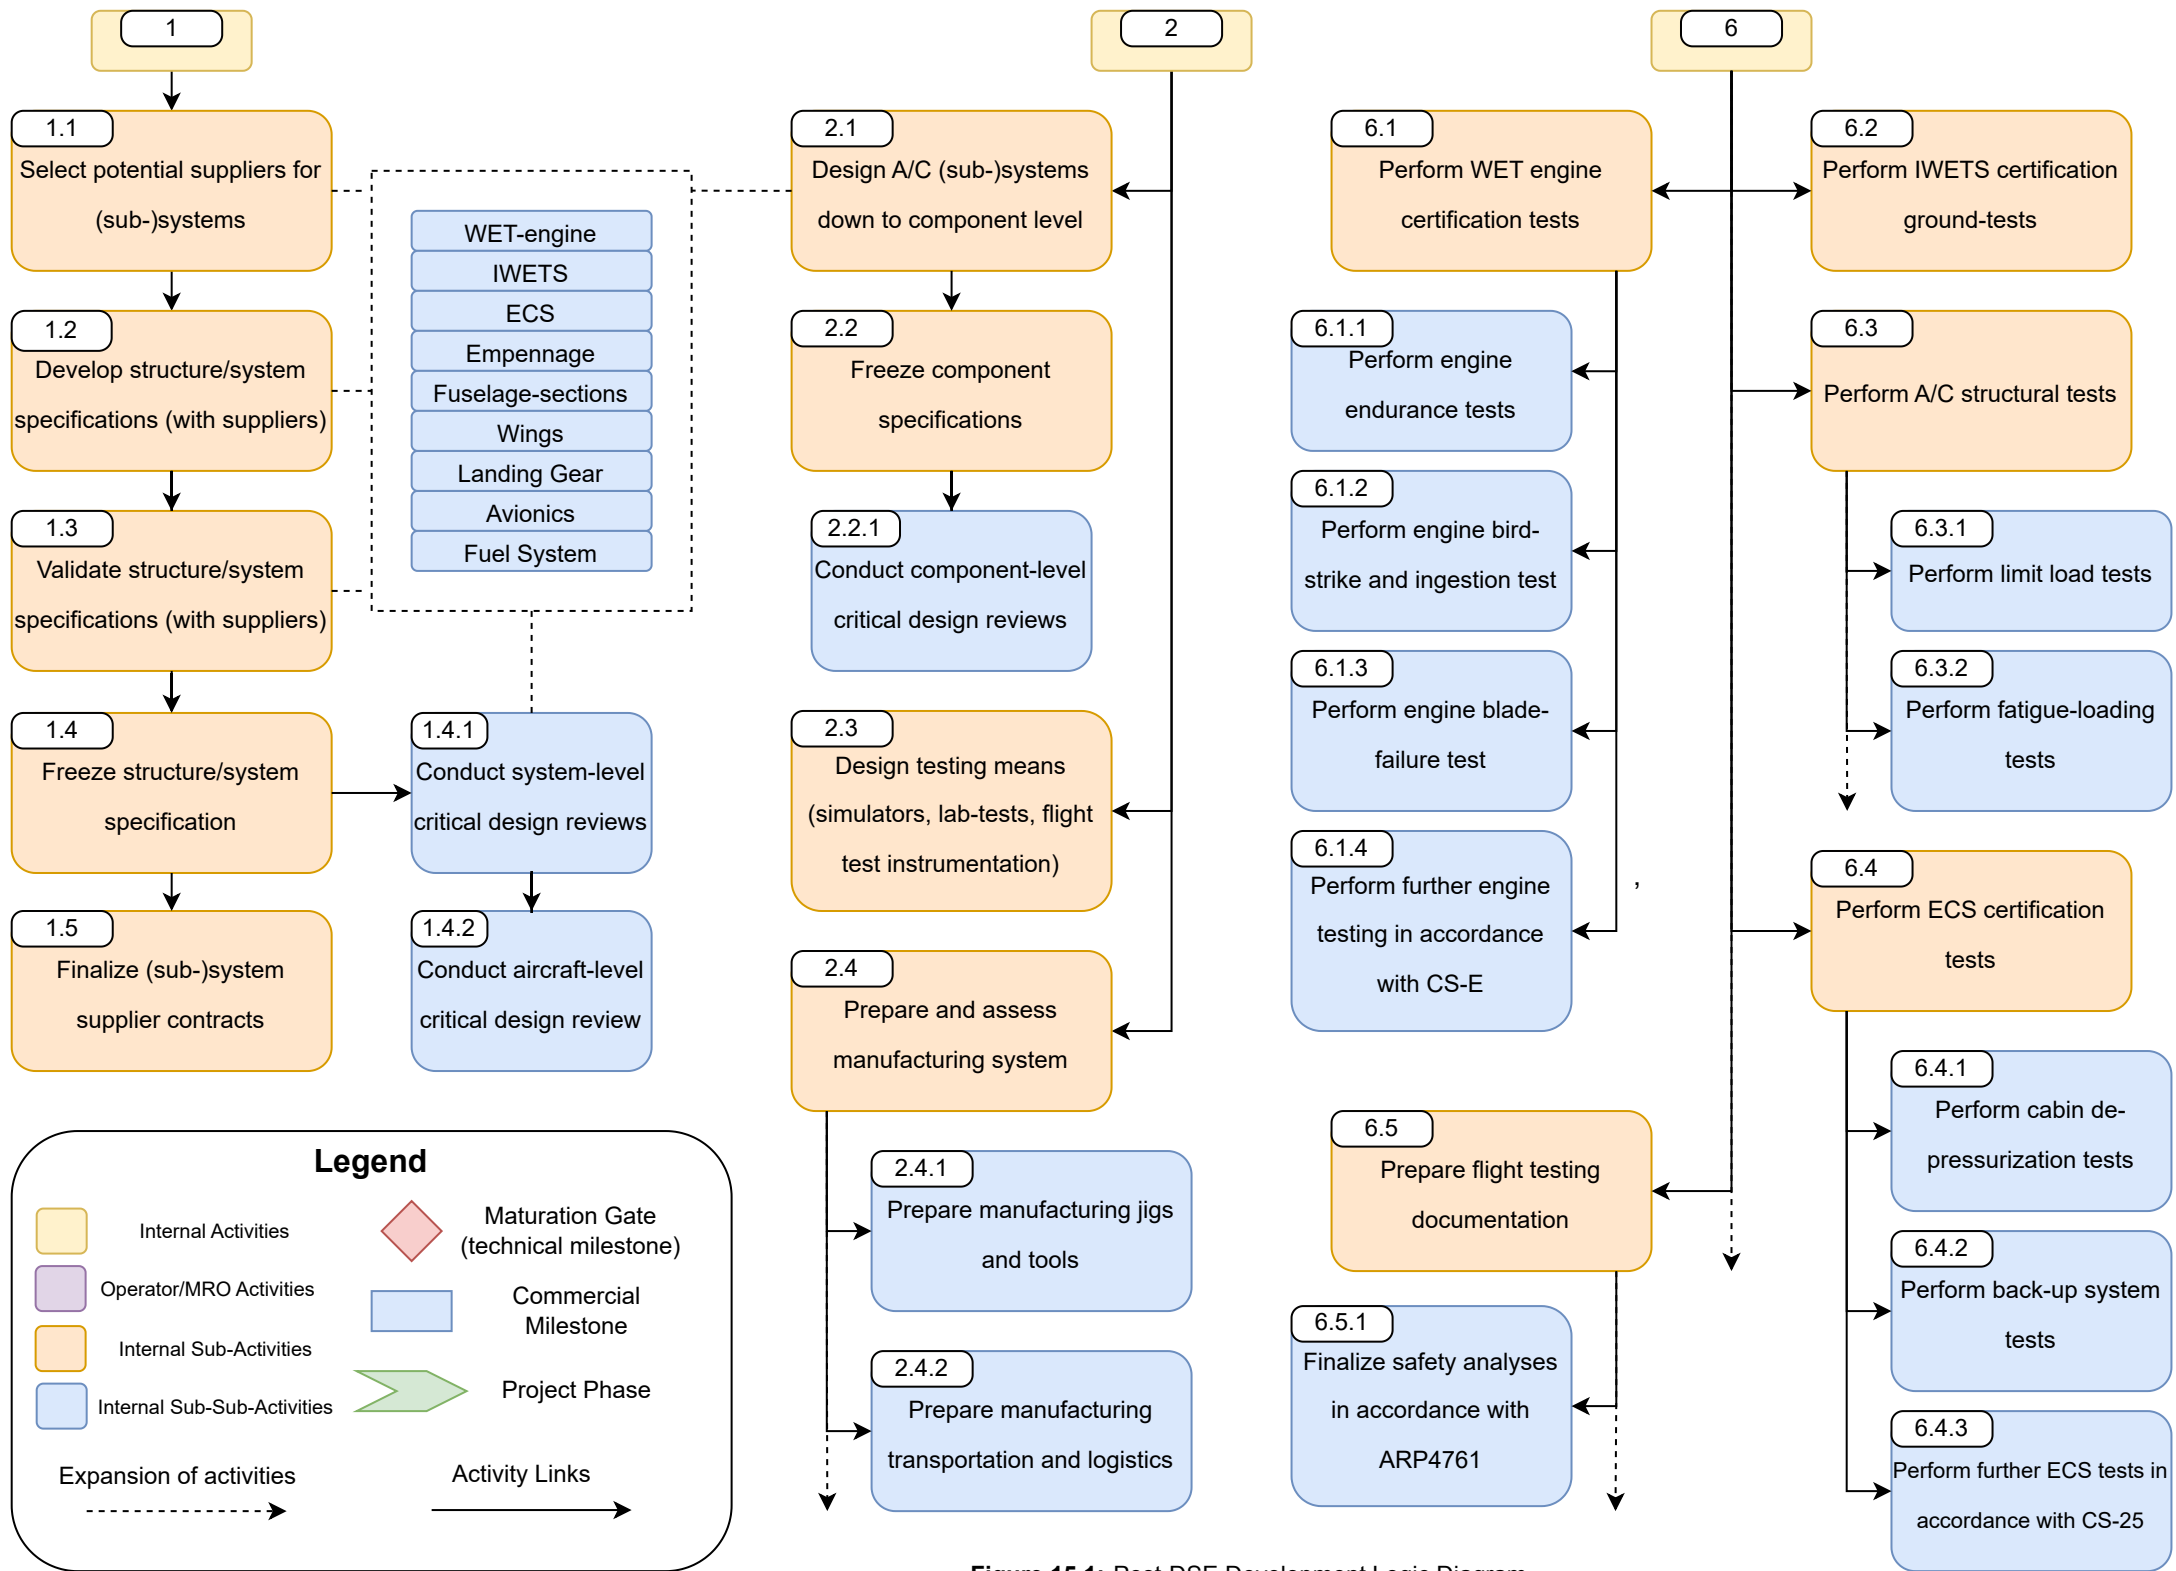 1
1.1
Select potential suppliers for
(sub-)systems
1.2
Develop structure/system
specifications (with suppliers)
1.3
Validate structure/system
specifications (with suppliers)
1.4
Freeze structure/system
specification
1.5
Finalize (sub-)system
supplier contracts
WET-engine
IWETS
ECS
Empennage
Fuselage-sections
Wings
Landing Gear
Avionics
Fuel System
1.4.1
Conduct system-level
critical design reviews
1.4.2
Conduct aircraft-level
critical design review
2
2.1
Design A/C (sub-)systems
down to component level
2.2
Freeze component
specifications
2.2.1
Conduct component-level
critical design reviews
2.3
Design testing means
(simulators, lab-tests, flight
test instrumentation)
2.4
Prepare and assess
manufacturing system
2.4.1
Prepare manufacturing jigs
and tools
2.4.2
Prepare manufacturing
transportation and logistics
6
6.1
Perform WET engine
certification tests
6.1.1
Perform engine
endurance tests
6.1.2
Perform engine bird-
strike and ingestion test
6.1.3
Perform engine blade-
failure test
6.1.4
Perform further engine
testing in accordance
with CS-E
,
6.2
Perform IWETS certification
ground-tests
6.3
Perform A/C structural tests
6.3.1
Perform limit load tests
6.3.2
Perform fatigue-loading
tests
6.4
Perform ECS certification
tests
6.4.1
Perform cabin de-
pressurization tests
6.4.2
Perform back-up system
tests
6.4.3
Perform further ECS tests in
accordance with CS-25
6.5
Prepare flight testing
documentation
6.5.1
Finalize safety analyses
in accordance with
ARP4761
Legend
Internal Activities
Operator/MRO Activities
Internal Sub-Activities
Internal Sub-Sub-Activities
Maturation Gate
(technical milestone)
Commercial
Milestone
Project Phase
Expansion of activities
Activity Links
Figure 15.1: Post DSE Development Logic Diagram